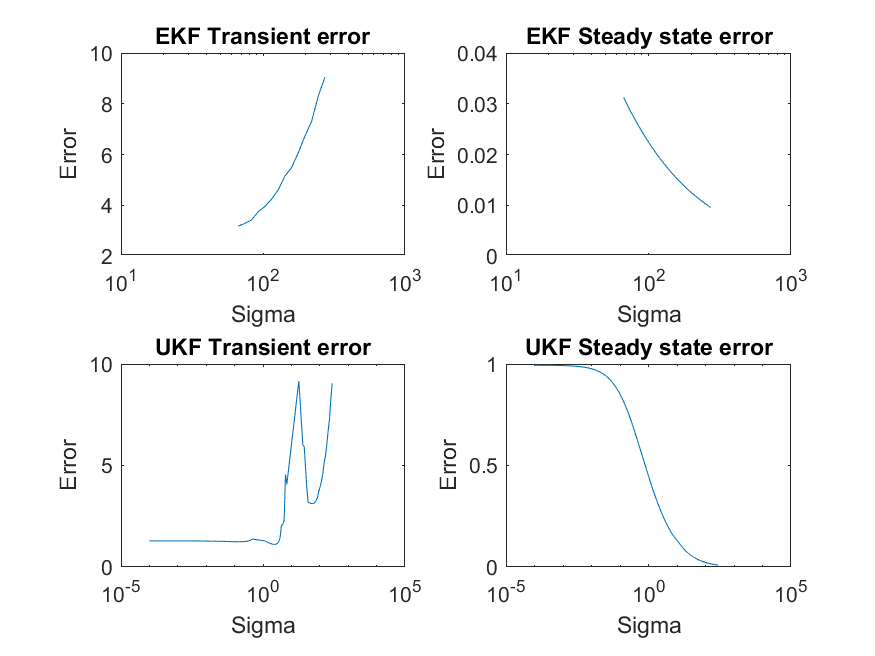 EKF Transient error
10
8
6
4
2
Error
10^1
10^2
10^3
Sigma
EKF Steady state error
0.04
0.03
0.02
0.01
0
Error
10^1
10^2
10^3
Sigma
UKF Transient error
10
5
0
Error
10^-5
10^0
10^5
Sigma
UKF Steady state error
1
0.5
0
Error
10^-5
10^0
10^5
Sigma